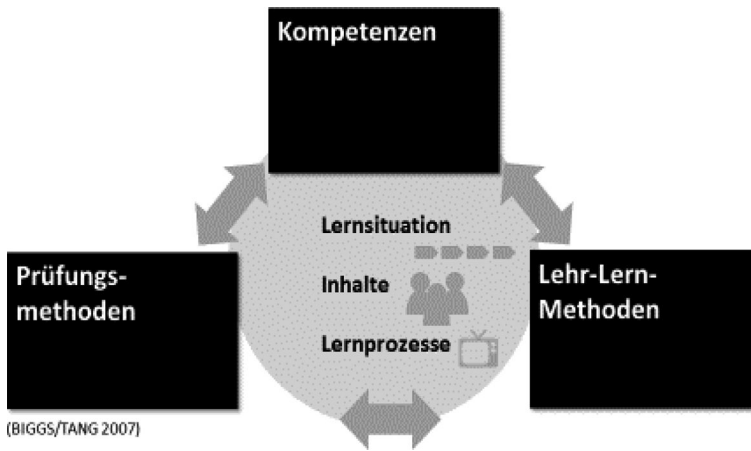 Kompetenzen
Lernsituation
Prüfungs-
methoden
Inhalte
Lehr-Lern-
Methoden
Lernprozesse
(BIGGS/TANG 2007)